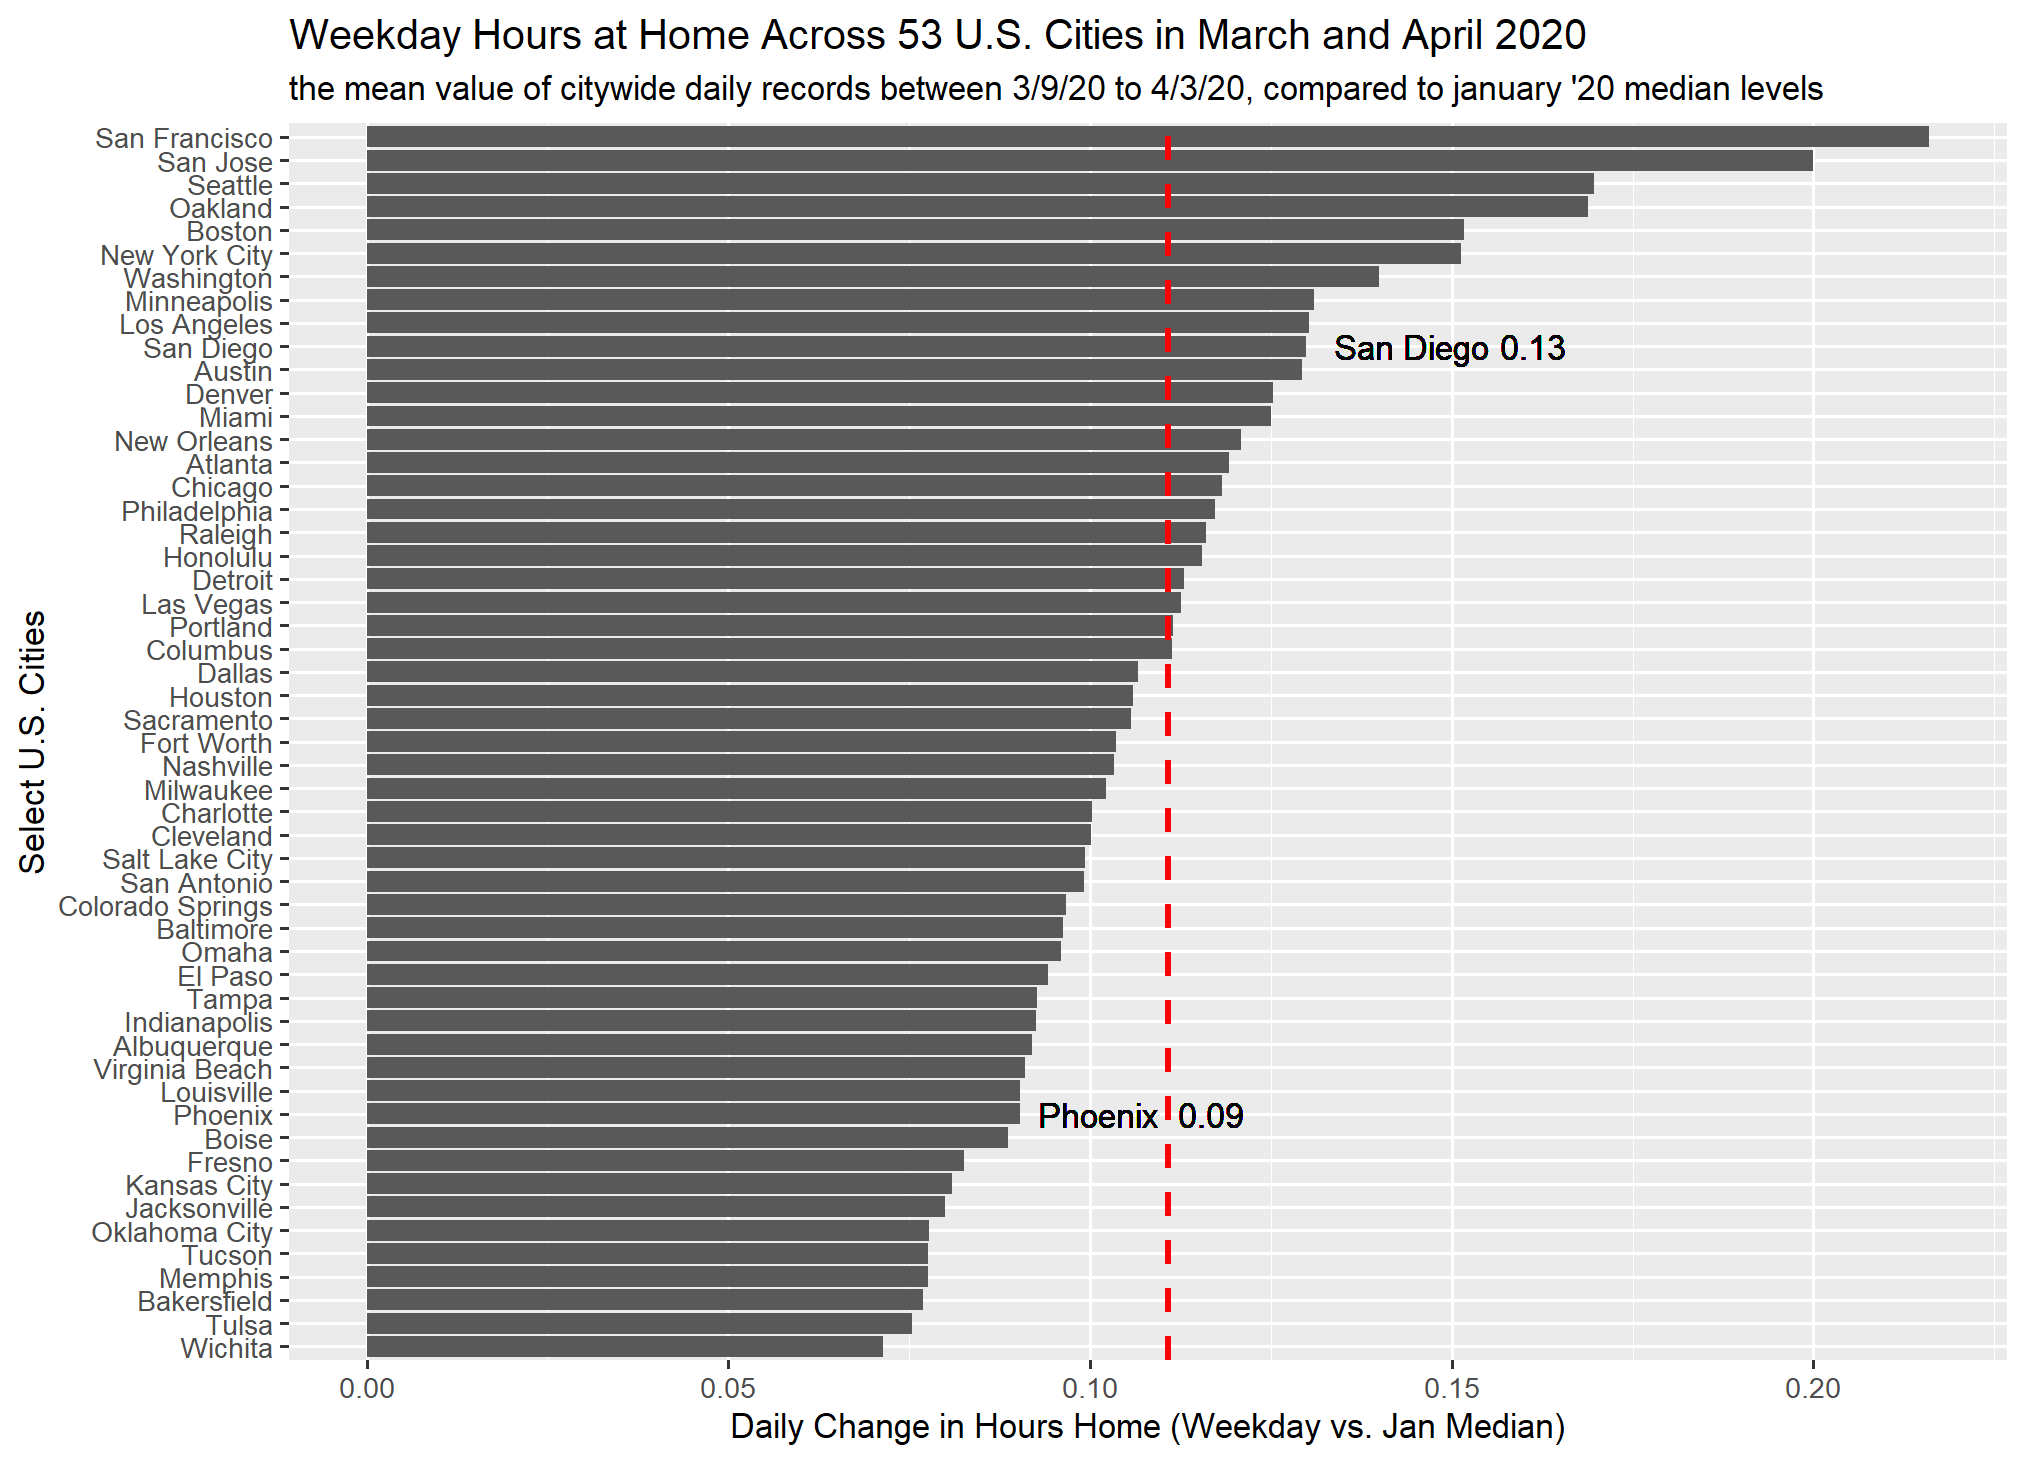 Weekday Hours at Home Across 53 U.S. Cities in March and April 2020
the mean value of citywide daily records between 3/9/20 to 4/3/20, compared to january '20 median levels
Select U.S. Cities
San Francisco
San Jose
Seattle
Oakland
Boston
New York City
Washington
Minneapolis
Los Angeles
San Diego
San Diego 0.13
Austin
Denver
Miami
New Orleans
Atlanta
Chicago
Philadelphia
Raleigh
Honolulu
Detroit
Las Vegas
Portland
Columbus
Dallas
Houston
Sacramento
Fort Worth
Nashville
Milwaukee
Charlotte
Cleveland
Salt Lake City
San Antonio
Colorado Springs
Baltimore
Omaha
El Paso
Tampa
Indianapolis
Albuquerque
Virginia Beach
Louisville
Phoenix
Phoenix 0.09
Boise
Fresno
Kansas City
Jacksonville
Oklahoma City
Tucson
Memphis
Bakersfield
Tulsa
Wichita
0.00 0.05 0.10 0.15 0.20
Daily Change in Hours Home (Weekday vs. Jan Median)